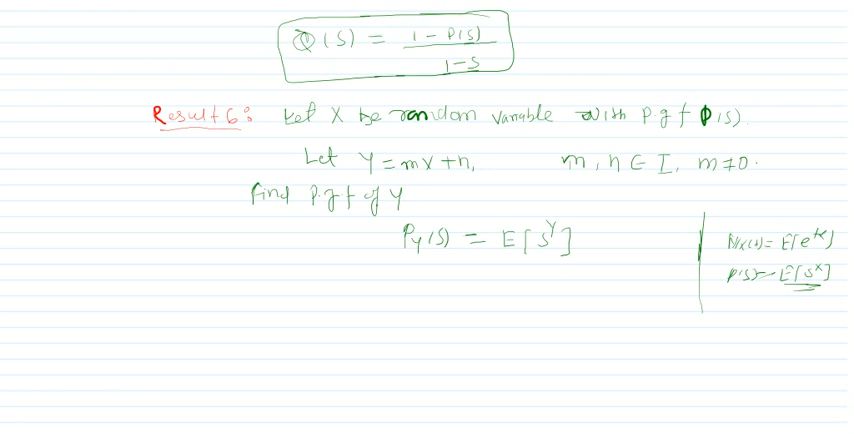 Φ(s) = 1 - P(s) / 1 - s
Result 6: Let X be random variable with p.g.f P(s).
Let Y = mX + n, m, n ∈ I, m ≠ 0.
Find p.g.f of Y
P_Y(s) = E[s^Y]
M_X(t) = E[e^{tx}]
P(s) = E[s^X]